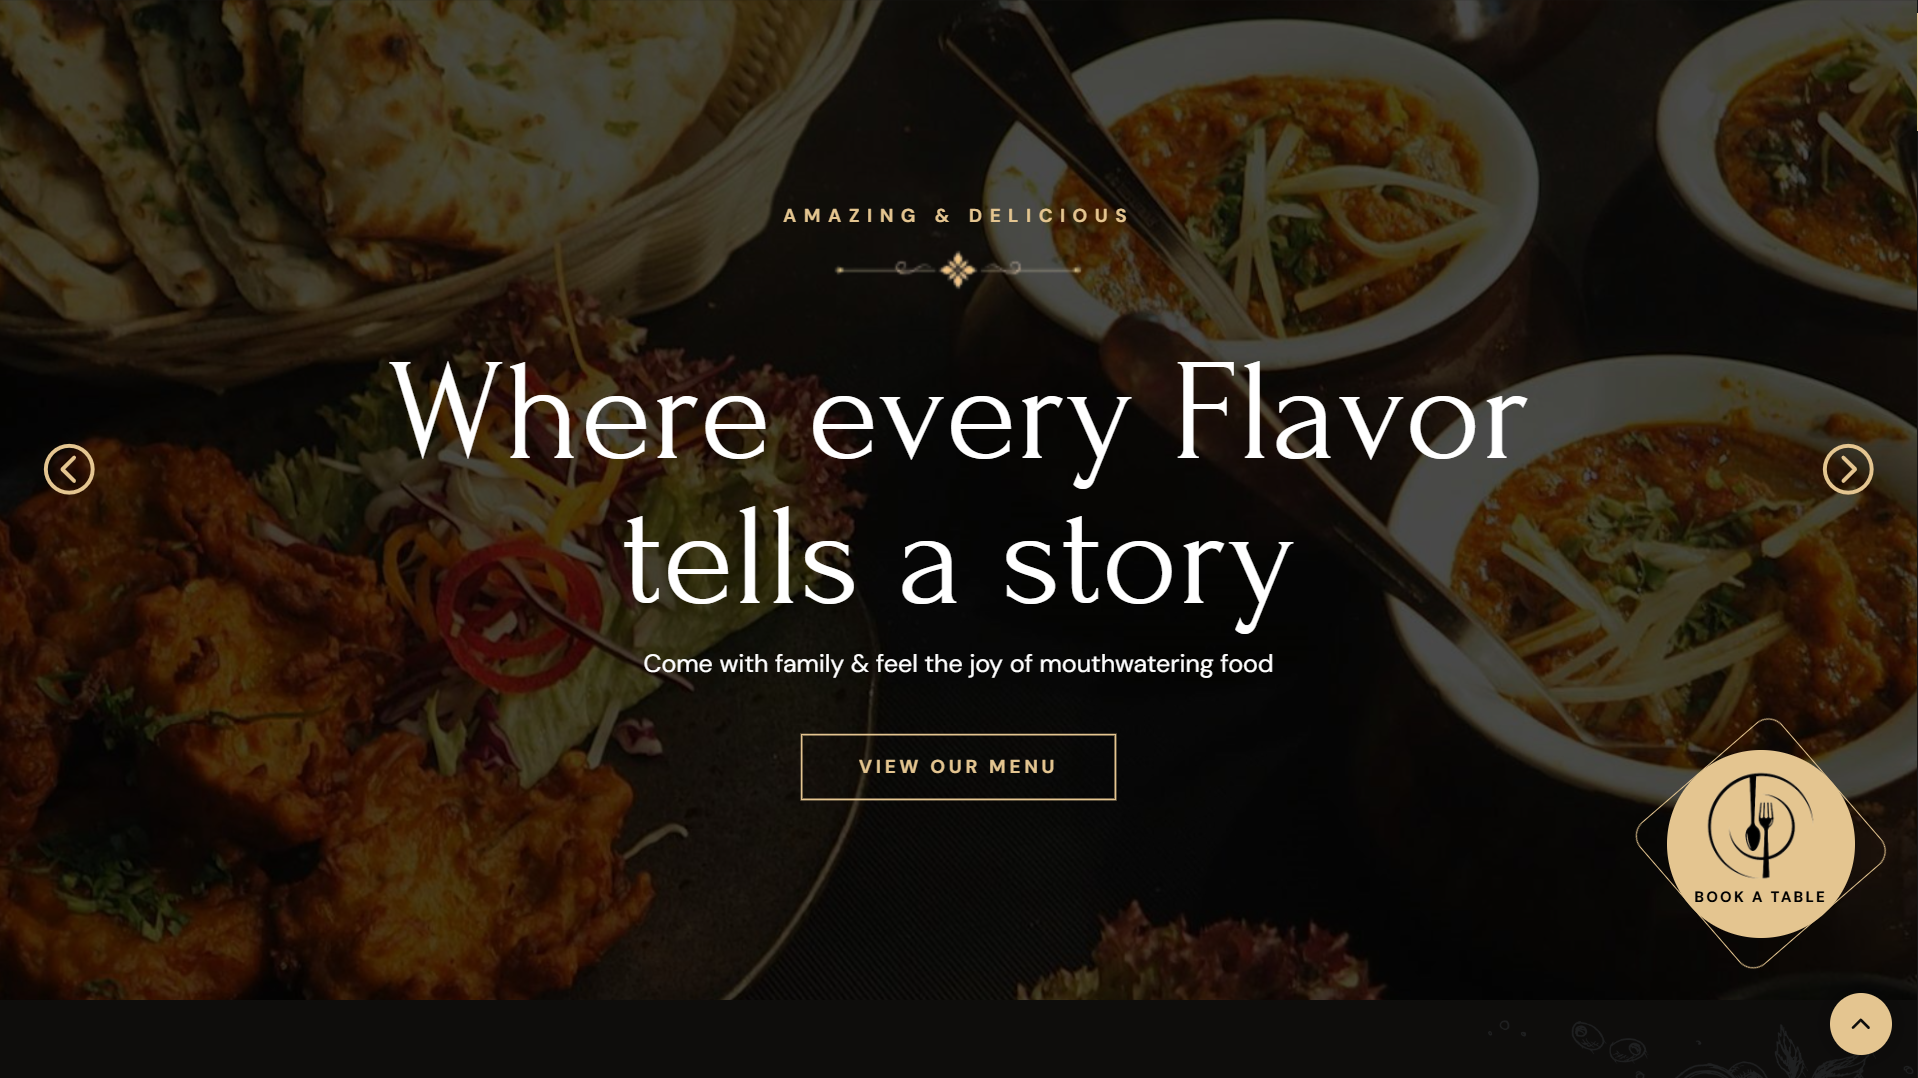 AMAZING & DELICIOUS
Where every Flavor
tells a story
Come with family & feel the joy of mouthwatering food
VIEW OUR MENU
BOOK A TABLE